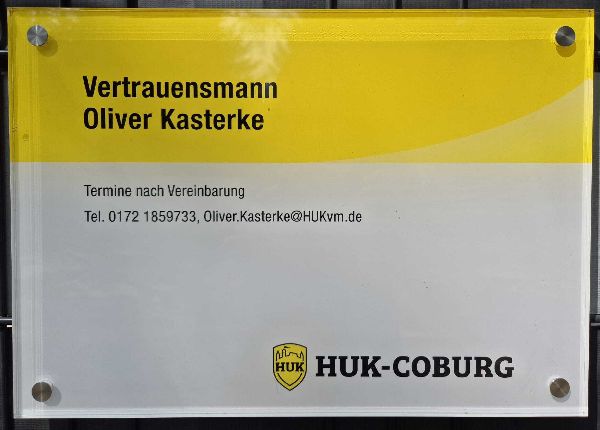 Vertrauensmann
Oliver Kasterke
Termine nach Vereinbarung
Tel. 0172 1859733, Oliver.Kasterke@HUKvm.de
HUK HUK-COBURG